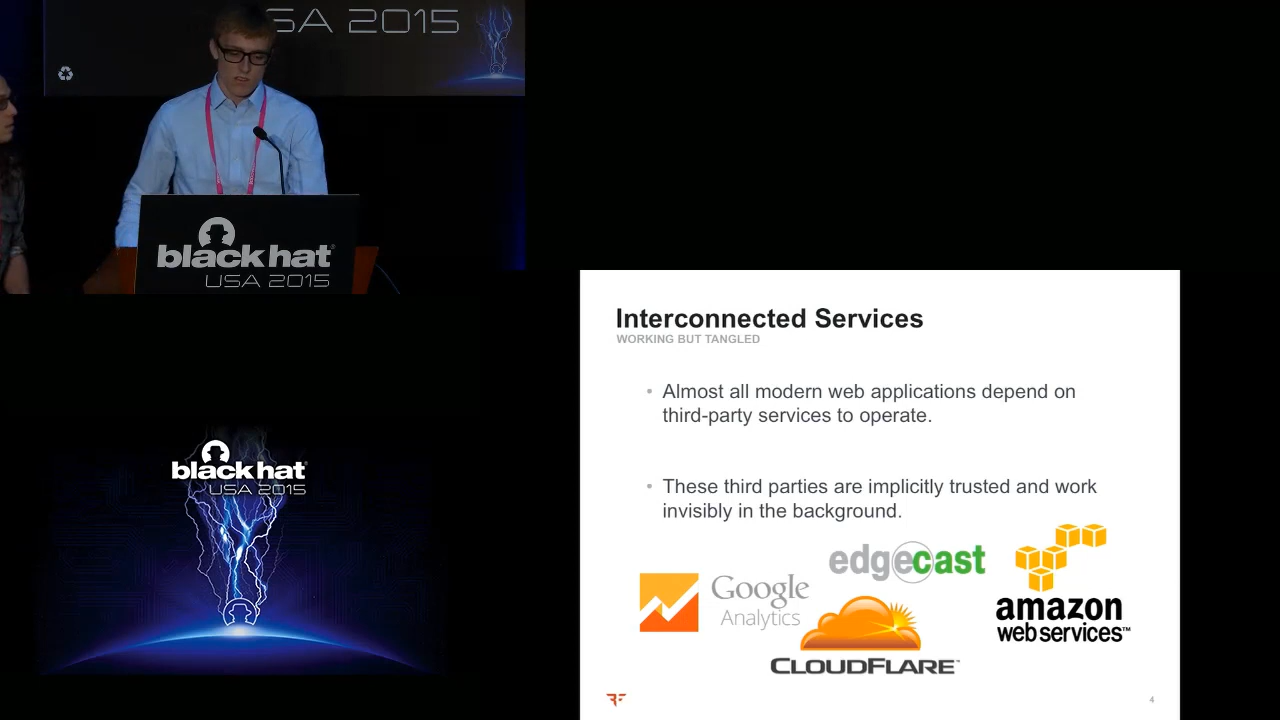 SA 2015
black hat
USA 2015
black hat
USA 2015
Interconnected Services
WORKING BUT TANGLED
• Almost all modern web applications depend on
third-party services to operate.
• These third parties are implicitly trusted and work
invisibly in the background.
edgecast
Google
Analytics
amazon
web services™
CLOUDFLARE™
4